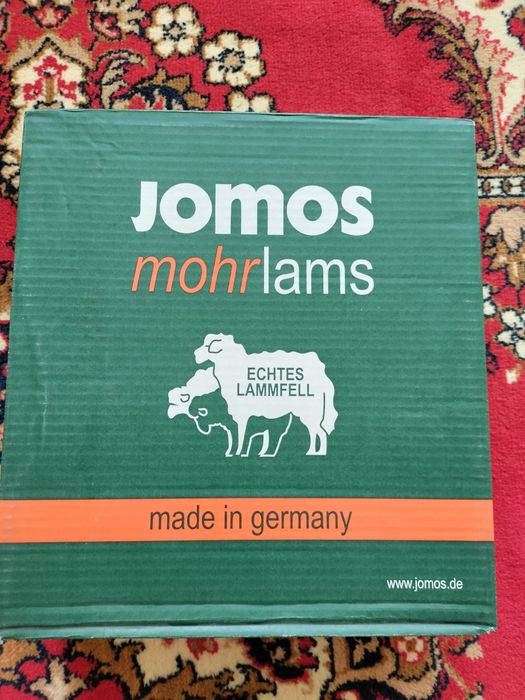 JOMOS
mohrlams
ECHTES
LAMMFELL
made in germany
www.jomos.de